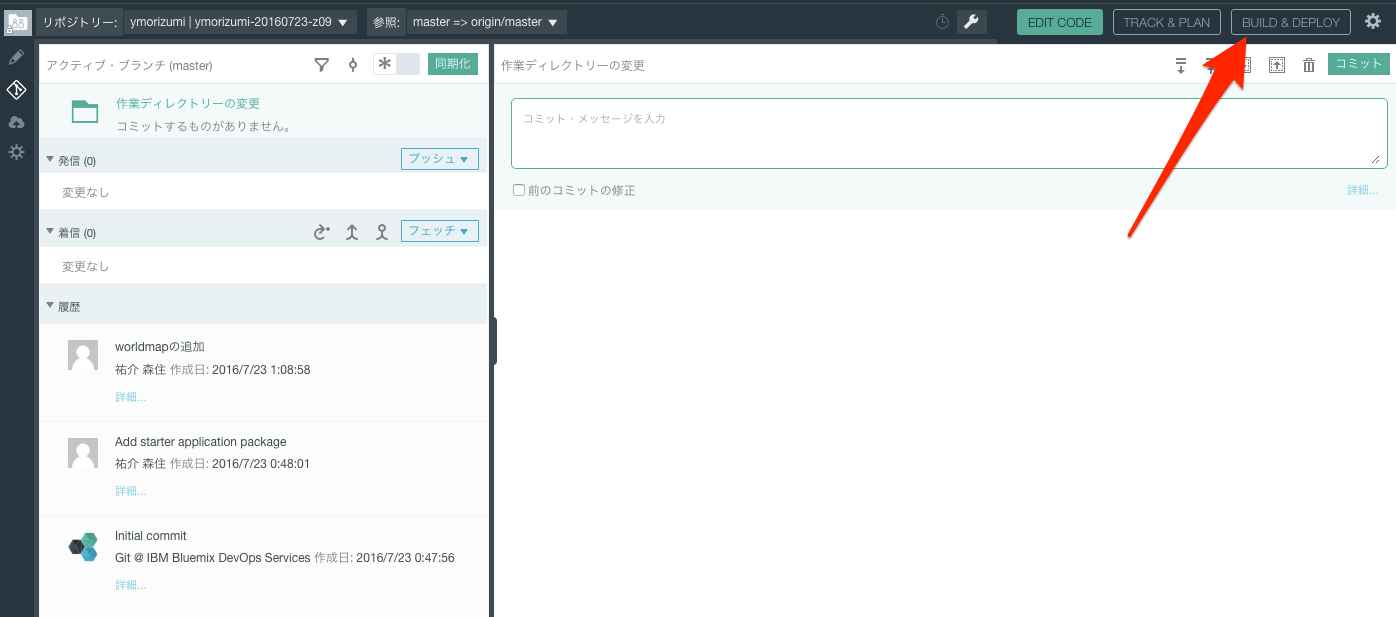 リポジトリー: ymorizumi | ymorizumi-20160723-z09 ▼ 参照: master => origin/master ▼ EDIT CODE TRACK & PLAN BUILD & DEPLOY
アクティブ・ブランチ (master) 同期化
作業ディレクトリーの変更
コミットするものがありません。
発信 (0) プッシュ ▼
変更なし
着信 (0) フェッチ ▼
変更なし
履歴
worldmapの追加
祐介 森住 作成日: 2016/7/23 1:08:58
詳細...
Add starter application package
祐介 森住 作成日: 2016/7/23 0:48:01
詳細...
Initial commit
Git @ IBM Bluemix DevOps Services 作成日: 2016/7/23 0:47:56
詳細...
作業ディレクトリーの変更 コミット
コミット・メッセージを入力
前のコミットの修正 詳細...